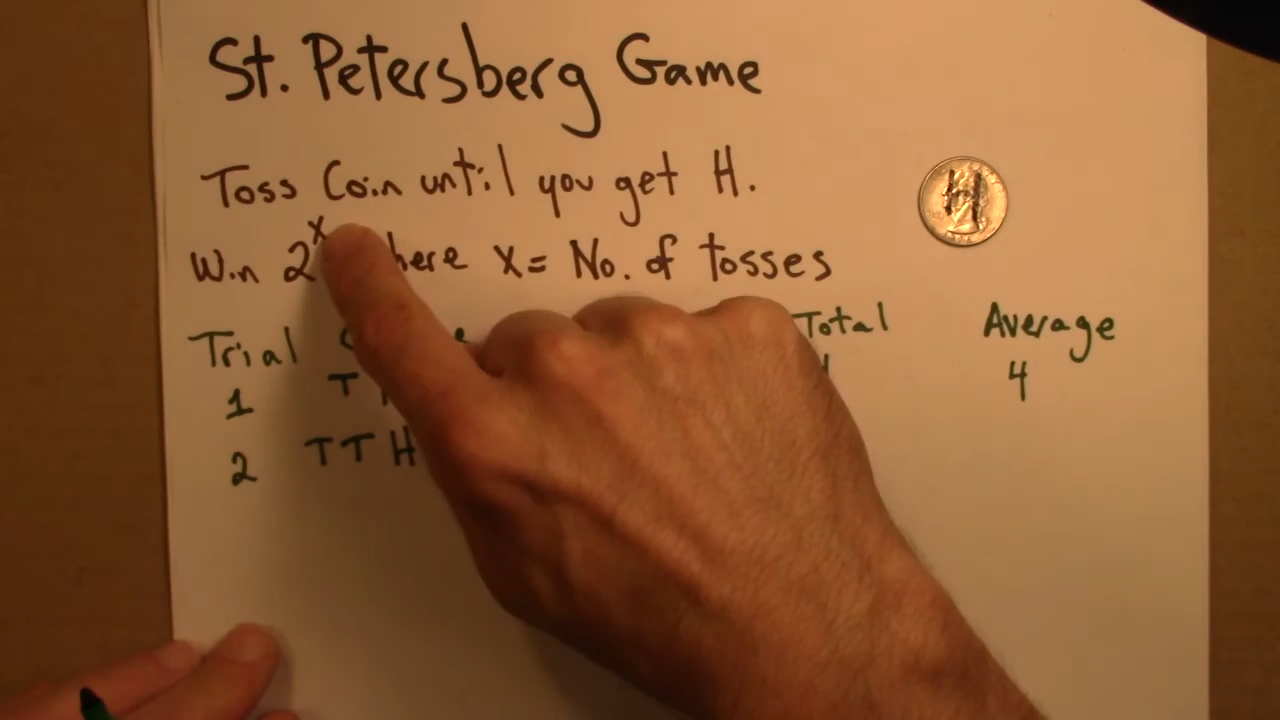 St. Petersberg Game
Toss Coin until you get H.
H
Win 2^x here x = No. of tosses
Trial Total Average
1 T 4
2 T T H